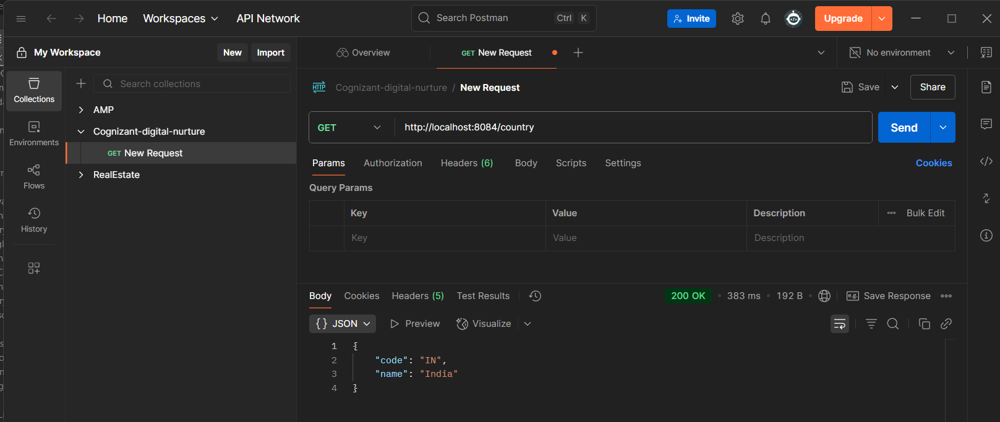 Home Workspaces API Network Search Postman Ctrl K Invite Upgrade
My Workspace New Import Overview GET New Request No environment
Search collections
Collections
Environments
Flows
History
AMP
Cognizant-digital-nurture
GET New Request
RealEstate
HTTP Cognizant-digital-nurture / New Request Save Share
GET http://localhost:8084/country Send
Params Authorization Headers (6) Body Scripts Settings Cookies
Query Params
Key Value Description Bulk Edit
Key Value Description
Body Cookies Headers (5) Test Results 200 OK • 383 ms • 192 B • e.g. Save Response
{} JSON Preview Visualize
1 {
2 "code": "IN",
3 "name": "India"
4 }